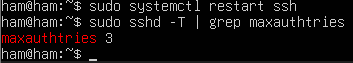 ham@ham:~$ sudo systemctl restart ssh
ham@ham:~$ sudo sshd -T | grep maxauthtries
maxauthtries 3
ham@ham:~$ _